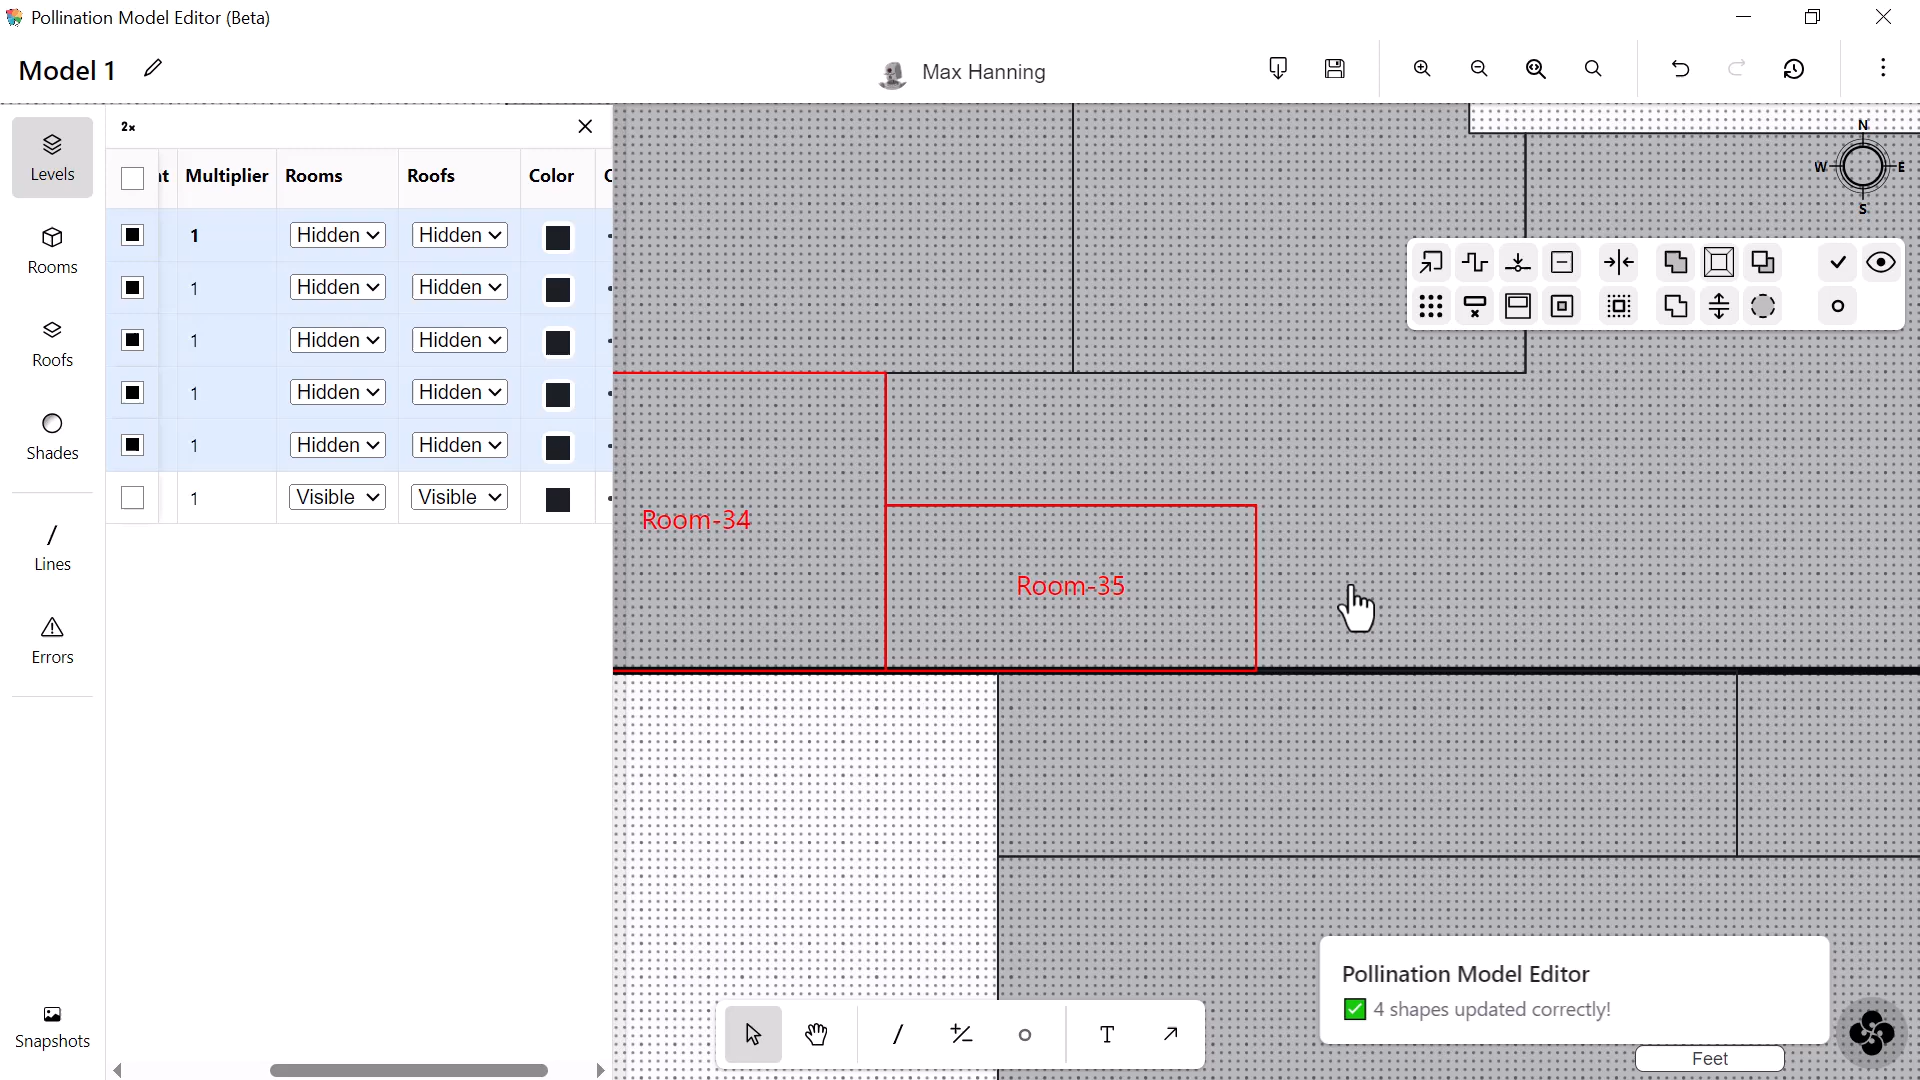 Pollination Model Editor (Beta)
Model 1
Max Hanning
2x
Levels
Rooms
Roofs
Shades
Lines
Errors
Snapshots
Multiplier Rooms Roofs Color
1 Hidden Hidden
1 Hidden Hidden
1 Hidden Hidden
1 Hidden Hidden
1 Hidden Hidden
1 Visible Visible
N
W E
S
Room-34
Room-35
Pollination Model Editor
4 shapes updated correctly!
T
Feet